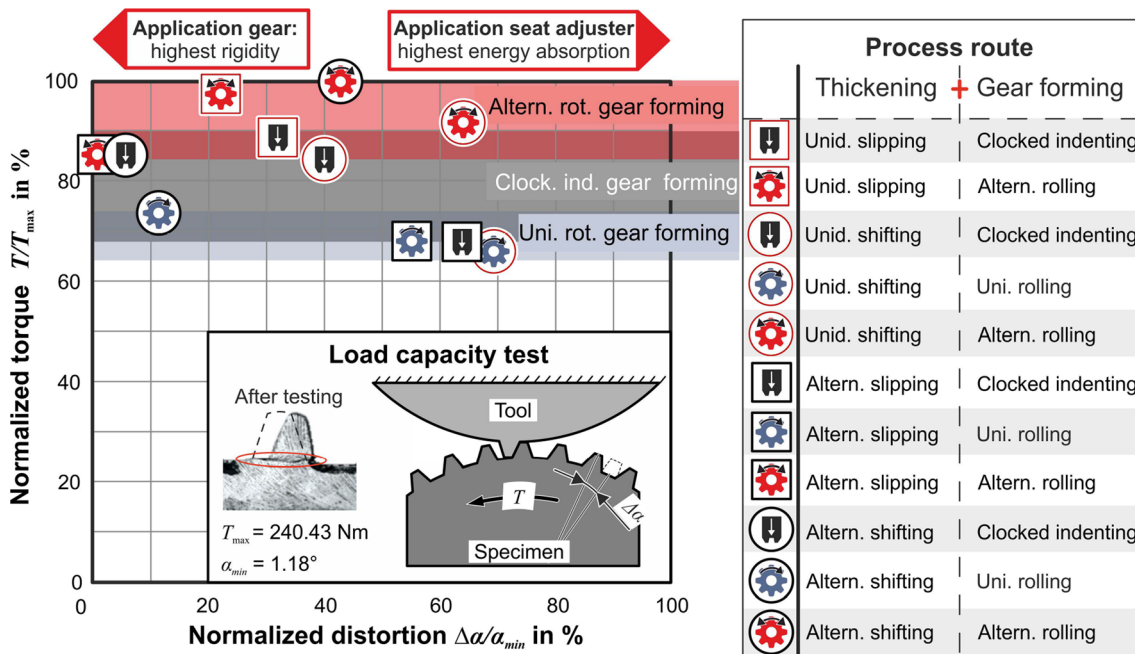 Application gear:
highest rigidity
Application seat adjuster
highest energy absorption
Normalized torque T/Tmax in %
100
80
60
40
20
0
Altern. rot. gear forming
Clock. ind. gear forming
Uni. rot. gear forming
Load capacity test
After testing
Tmax = 240.43 Nm
αmin = 1.18°
Tool
T
Δα
Specimen
0 20 40 60 80 100
Normalized distortion Δα/αmin in %
Process route
Thickening + Gear forming
Unid. slipping Clocked indenting
Unid. slipping Altern. rolling
Unid. shifting Clocked indenting
Unid. shifting Uni. rolling
Unid. shifting Altern. rolling
Altern. slipping Clocked indenting
Altern. slipping Uni. rolling
Altern. slipping Altern. rolling
Altern. shifting Clocked indenting
Altern. shifting Uni. rolling
Altern. shifting Altern. rolling